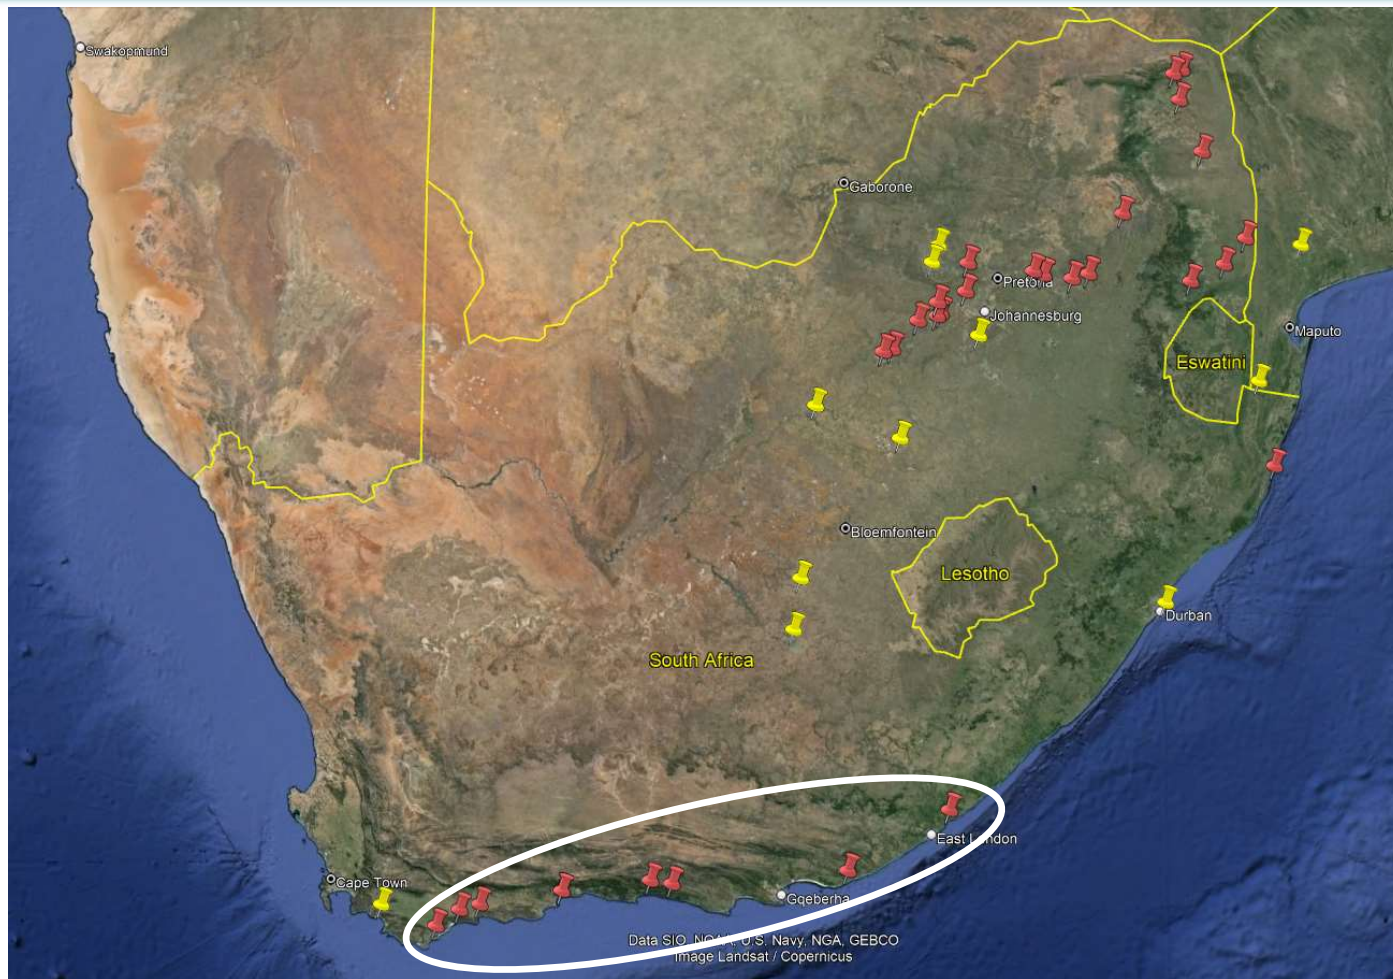 Swakopmund
Gaborone
Pretoria
Johannesburg
Maputo
Eswatini
Bloemfontein
Lesotho
Durban
South Africa
East London
Cape Town
Gqeberha
Data SIO, NOAA, U.S. Navy, NGA, GEBCO
Image Landsat / Copernicus